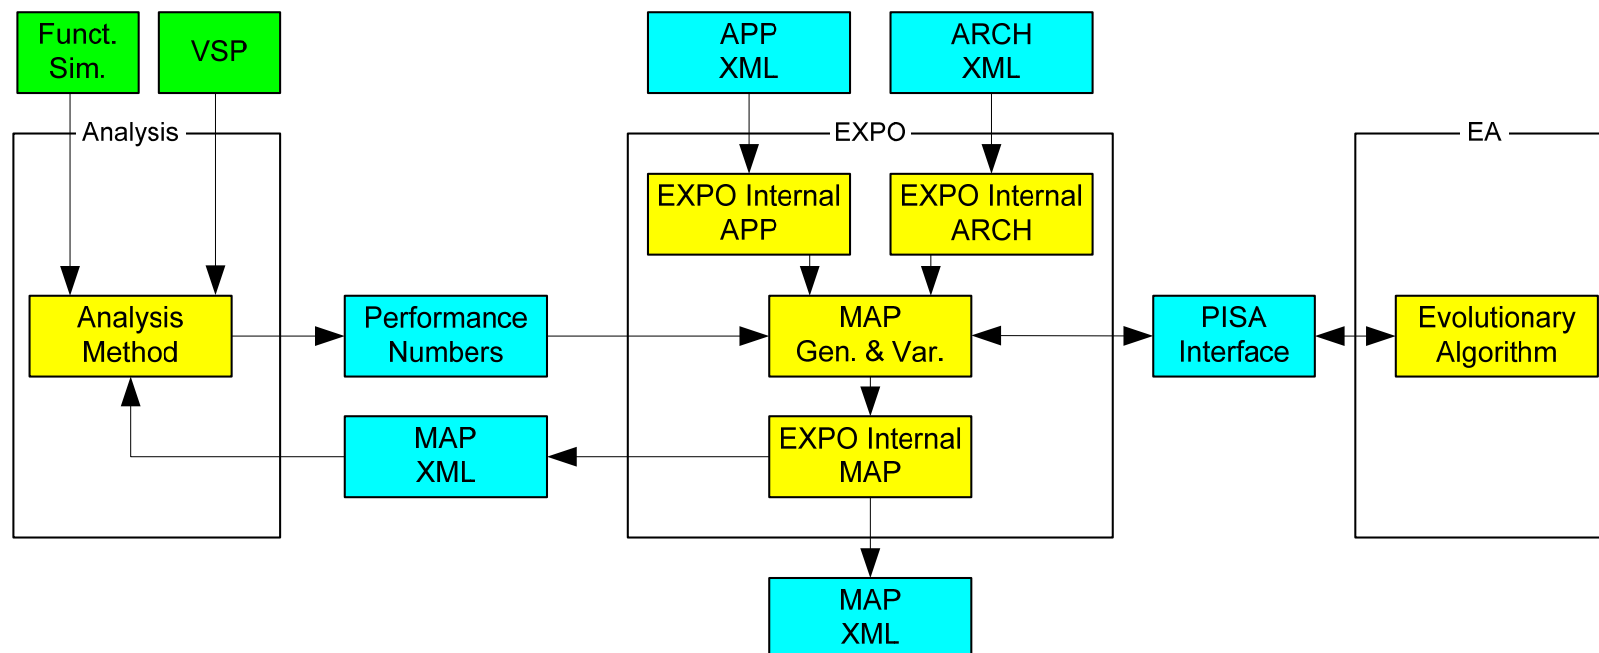 Funct.
Sim.
VSP
APP
XML
ARCH
XML
Analysis
EXPO
EA
EXPO Internal
APP
EXPO Internal
ARCH
Analysis
Method
Performance
Numbers
MAP
Gen. & Var.
PISA
Interface
Evolutionary
Algorithm
MAP
XML
EXPO Internal
MAP
MAP
XML